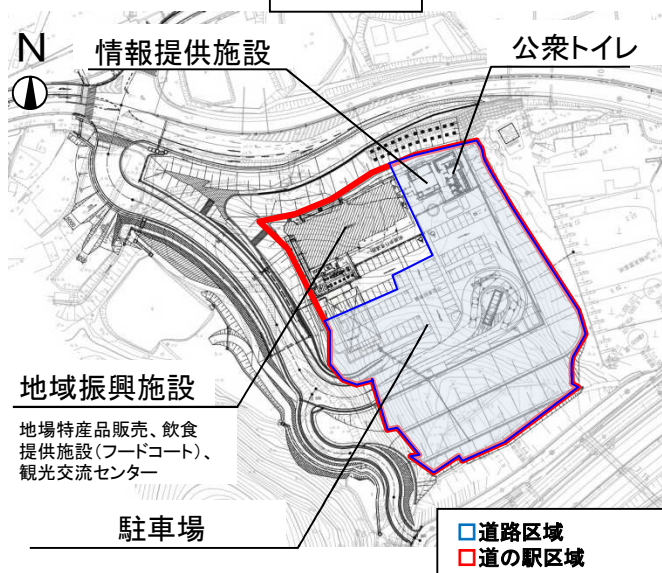 N
情報提供施設
公衆トイレ
地域振興施設
地場特産品販売、飲食
提供施設(フードコート)、
観光交流センター
駐車場
道路区域
道の駅区域